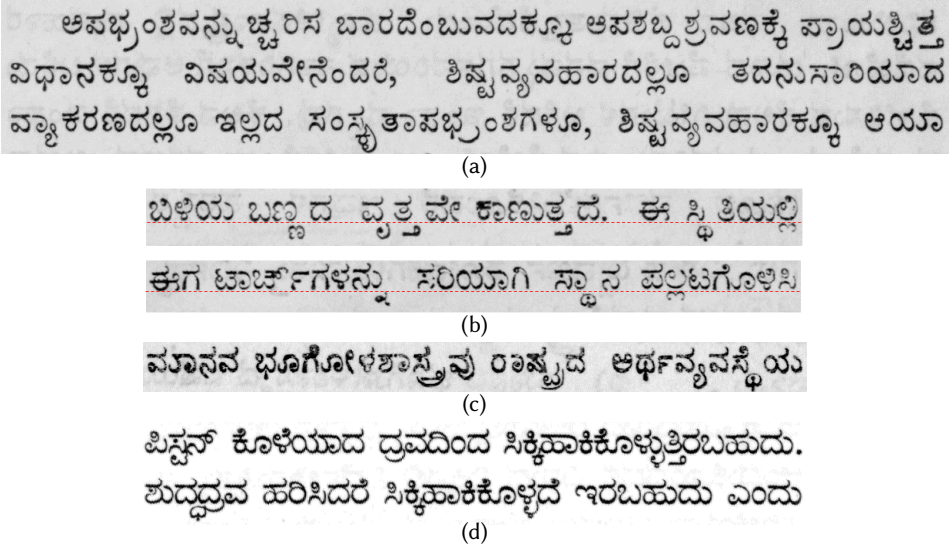 ಅಪಭ್ರಂಶವನ್ನುಚ್ಚರಿಸ ಬಾರದೆಂಬುವದಕ್ಕೂ ಅಪಶಬ್ದಶ್ರವಣಕ್ಕೆ ಪ್ರಾಯಶ್ಚಿತ್ತ
ವಿಧಾನಕ್ಕೂ ವಿಷಯವೇನೆಂದರೆ, ಶಿಷ್ಟವ್ಯವಹಾರದಲ್ಲೂ ತದನುಸಾರಿಯಾದ
ವ್ಯಾಕರಣದಲ್ಲೂ ಇಲ್ಲದ ಸಂಸ್ಕೃತಾಪಭ್ರಂಶಗಳೂ, ಶಿಷ್ಟವ್ಯವಹಾರಕ್ಕೂ ಆಯಾ
(a)
ಬಿಳಿಯ ಬಣ್ಣದ ವೃತ್ತವೇ ಕಾಣುತ್ತದೆ. ಈ ಸ್ಥಿತಿಯಲ್ಲಿ
ಈಗ ಟಾರ್ಚ್‌ಗಳನ್ನು ಸರಿಯಾಗಿ ಸ್ಥಾನ ಪಲ್ಲಟಗೊಳಿಸಿ
(b)
ಮಾನವ ಭೂಗೋಳಶಾಸ್ತ್ರವು ರಾಷ್ಟ್ರದ ಆರ್ಥವ್ಯವಸ್ಥೆಯ
(c)
ಪಿಸ್ಟನ್ ಕೊಳೆಯಾದ ದ್ರವದಿಂದ ಸಿಕ್ಕಿಹಾಕಿಕೊಳ್ಳುತ್ತಿರಬಹುದು.
ಶುದ್ಧದ್ರವ ಹರಿಸಿದರೆ ಸಿಕ್ಕಿಹಾಕಿಕೊಳ್ಳದೆ ಇರಬಹುದು ಎಂದು
(d)